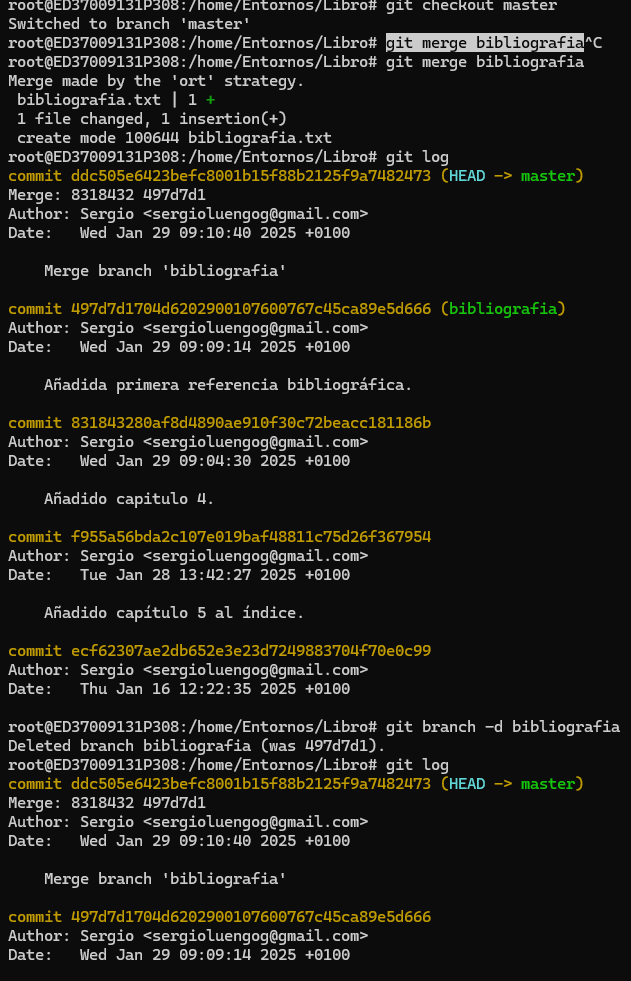 root@ED37009131P308:/home/Entornos/Libro# git checkout master
Switched to branch 'master'
root@ED37009131P308:/home/Entornos/Libro# git merge bibliografia^C
root@ED37009131P308:/home/Entornos/Libro# git merge bibliografia
Merge made by the 'ort' strategy.
 bibliografia.txt | 1 +
 1 file changed, 1 insertion(+)
 create mode 100644 bibliografia.txt
root@ED37009131P308:/home/Entornos/Libro# git log
commit ddc505e6423befc8001b15f88b2125f9a7482473 (HEAD -> master)
Merge: 8318432 497d7d1
Author: Sergio <sergioluengog@gmail.com>
Date:   Wed Jan 29 09:10:40 2025 +0100

    Merge branch 'bibliografia'

commit 497d7d1704d6202900107600767c45ca89e5d666 (bibliografia)
Author: Sergio <sergioluengog@gmail.com>
Date:   Wed Jan 29 09:09:14 2025 +0100

    Añadida primera referencia bibliográfica.

commit 831843280af8d4890ae910f30c72beacc181186b
Author: Sergio <sergioluengog@gmail.com>
Date:   Wed Jan 29 09:04:30 2025 +0100

    Añadido capitulo 4.

commit f955a56bda2c107e019baf48811c75d26f367954
Author: Sergio <sergioluengog@gmail.com>
Date:   Tue Jan 28 13:42:27 2025 +0100

    Añadido capítulo 5 al índice.

commit ecf62307ae2db652e3e23d7249883704f70e0c99
Author: Sergio <sergioluengog@gmail.com>
Date:   Thu Jan 16 12:22:35 2025 +0100

root@ED37009131P308:/home/Entornos/Libro# git branch -d bibliografia
Deleted branch bibliografia (was 497d7d1).
root@ED37009131P308:/home/Entornos/Libro# git log
commit ddc505e6423befc8001b15f88b2125f9a7482473 (HEAD -> master)
Merge: 8318432 497d7d1
Author: Sergio <sergioluengog@gmail.com>
Date:   Wed Jan 29 09:10:40 2025 +0100

    Merge branch 'bibliografia'

commit 497d7d1704d6202900107600767c45ca89e5d666
Author: Sergio <sergioluengog@gmail.com>
Date:   Wed Jan 29 09:09:14 2025 +0100